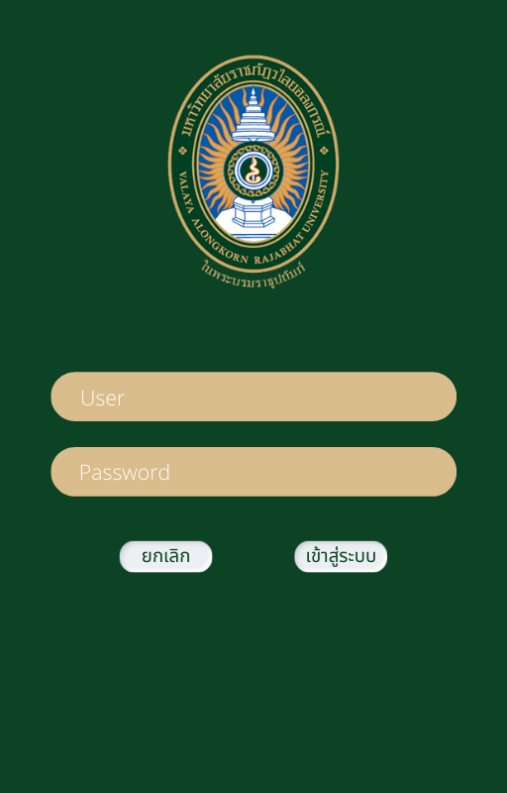 มหาวิทยาลัยราชภัฏวไลยอลงกรณ์
VALAYA ALONGKORN RAJABHAT UNIVERSITY
ในพระบรมราชูปถัมภ์
User
Password
ยกเลิก
เข้าสู่ระบบ